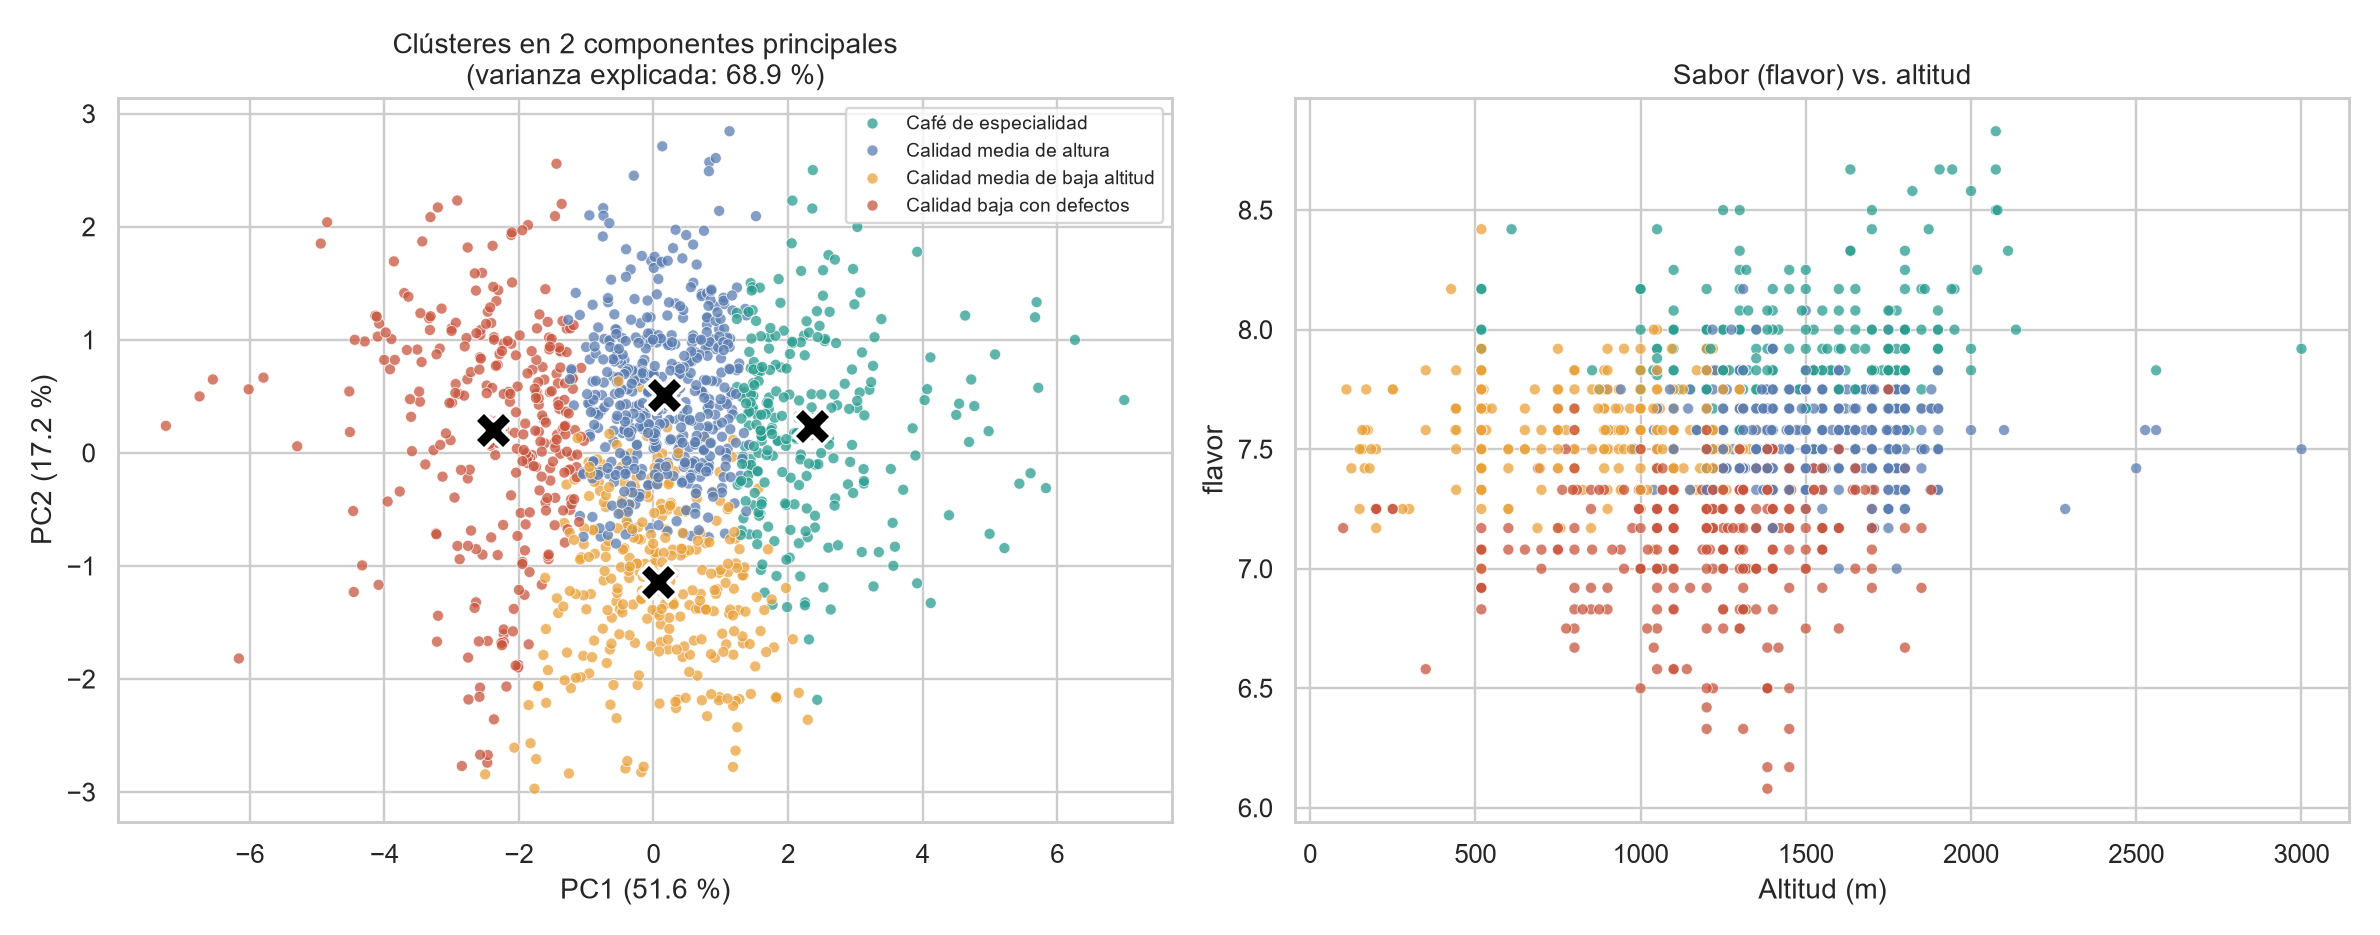 Clústeres en 2 componentes principales
(varianza explicada: 68.9 %)
Café de especialidad
Calidad media de altura
Calidad media de baja altitud
Calidad baja con defectos
3
2
1
0
−1
−2
−3
PC2 (17.2 %)
−6
−4
−2
0
2
4
6
PC1 (51.6 %)
Sabor (flavor) vs. altitud
8.5
8.0
7.5
7.0
6.5
6.0
flavor
0
500
1000
1500
2000
2500
3000
Altitud (m)